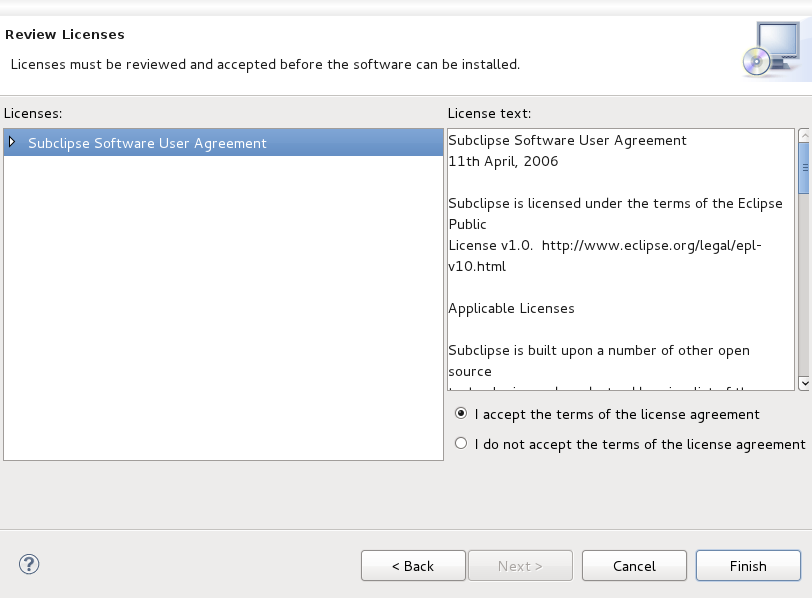 Review Licenses
Licenses must be reviewed and accepted before the software can be installed.
Licenses:
Subclipse Software User Agreement
License text:
Subclipse Software User Agreement
11th April, 2006
Subclipse is licensed under the terms of the Eclipse
Public
License v1.0.  http://www.eclipse.org/legal/epl-
v10.html
Applicable Licenses
Subclipse is built upon a number of other open
source
I accept the terms of the license agreement
I do not accept the terms of the license agreement
?
< Back
Next >
Cancel
Finish